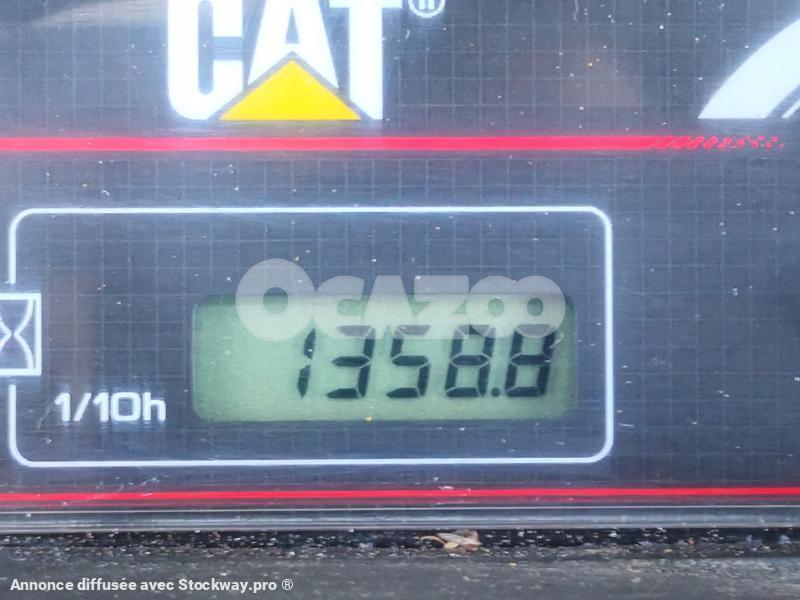 CAT®
OCAZOO
1358.8
1/10h
Annonce diffusée avec Stockway.pro ®